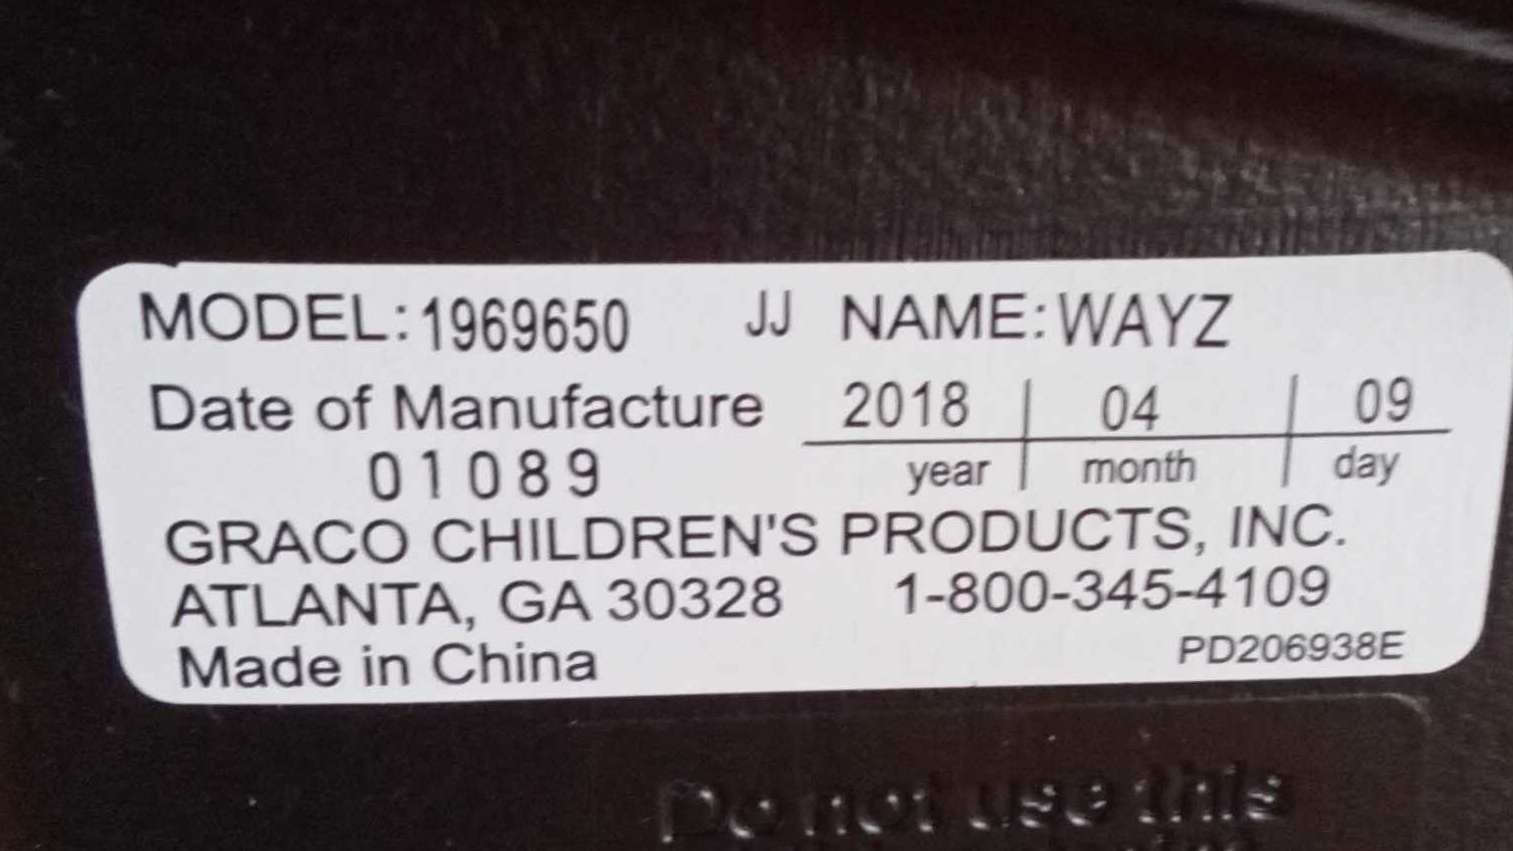 MODEL: 1969650 JJ NAME: WAYZ
Date of Manufacture 2018 | 04 | 09
01089 year | month | day
GRACO CHILDREN'S PRODUCTS, INC.
ATLANTA, GA 30328 1-800-345-4109
Made in China PD206938E
Do not use this